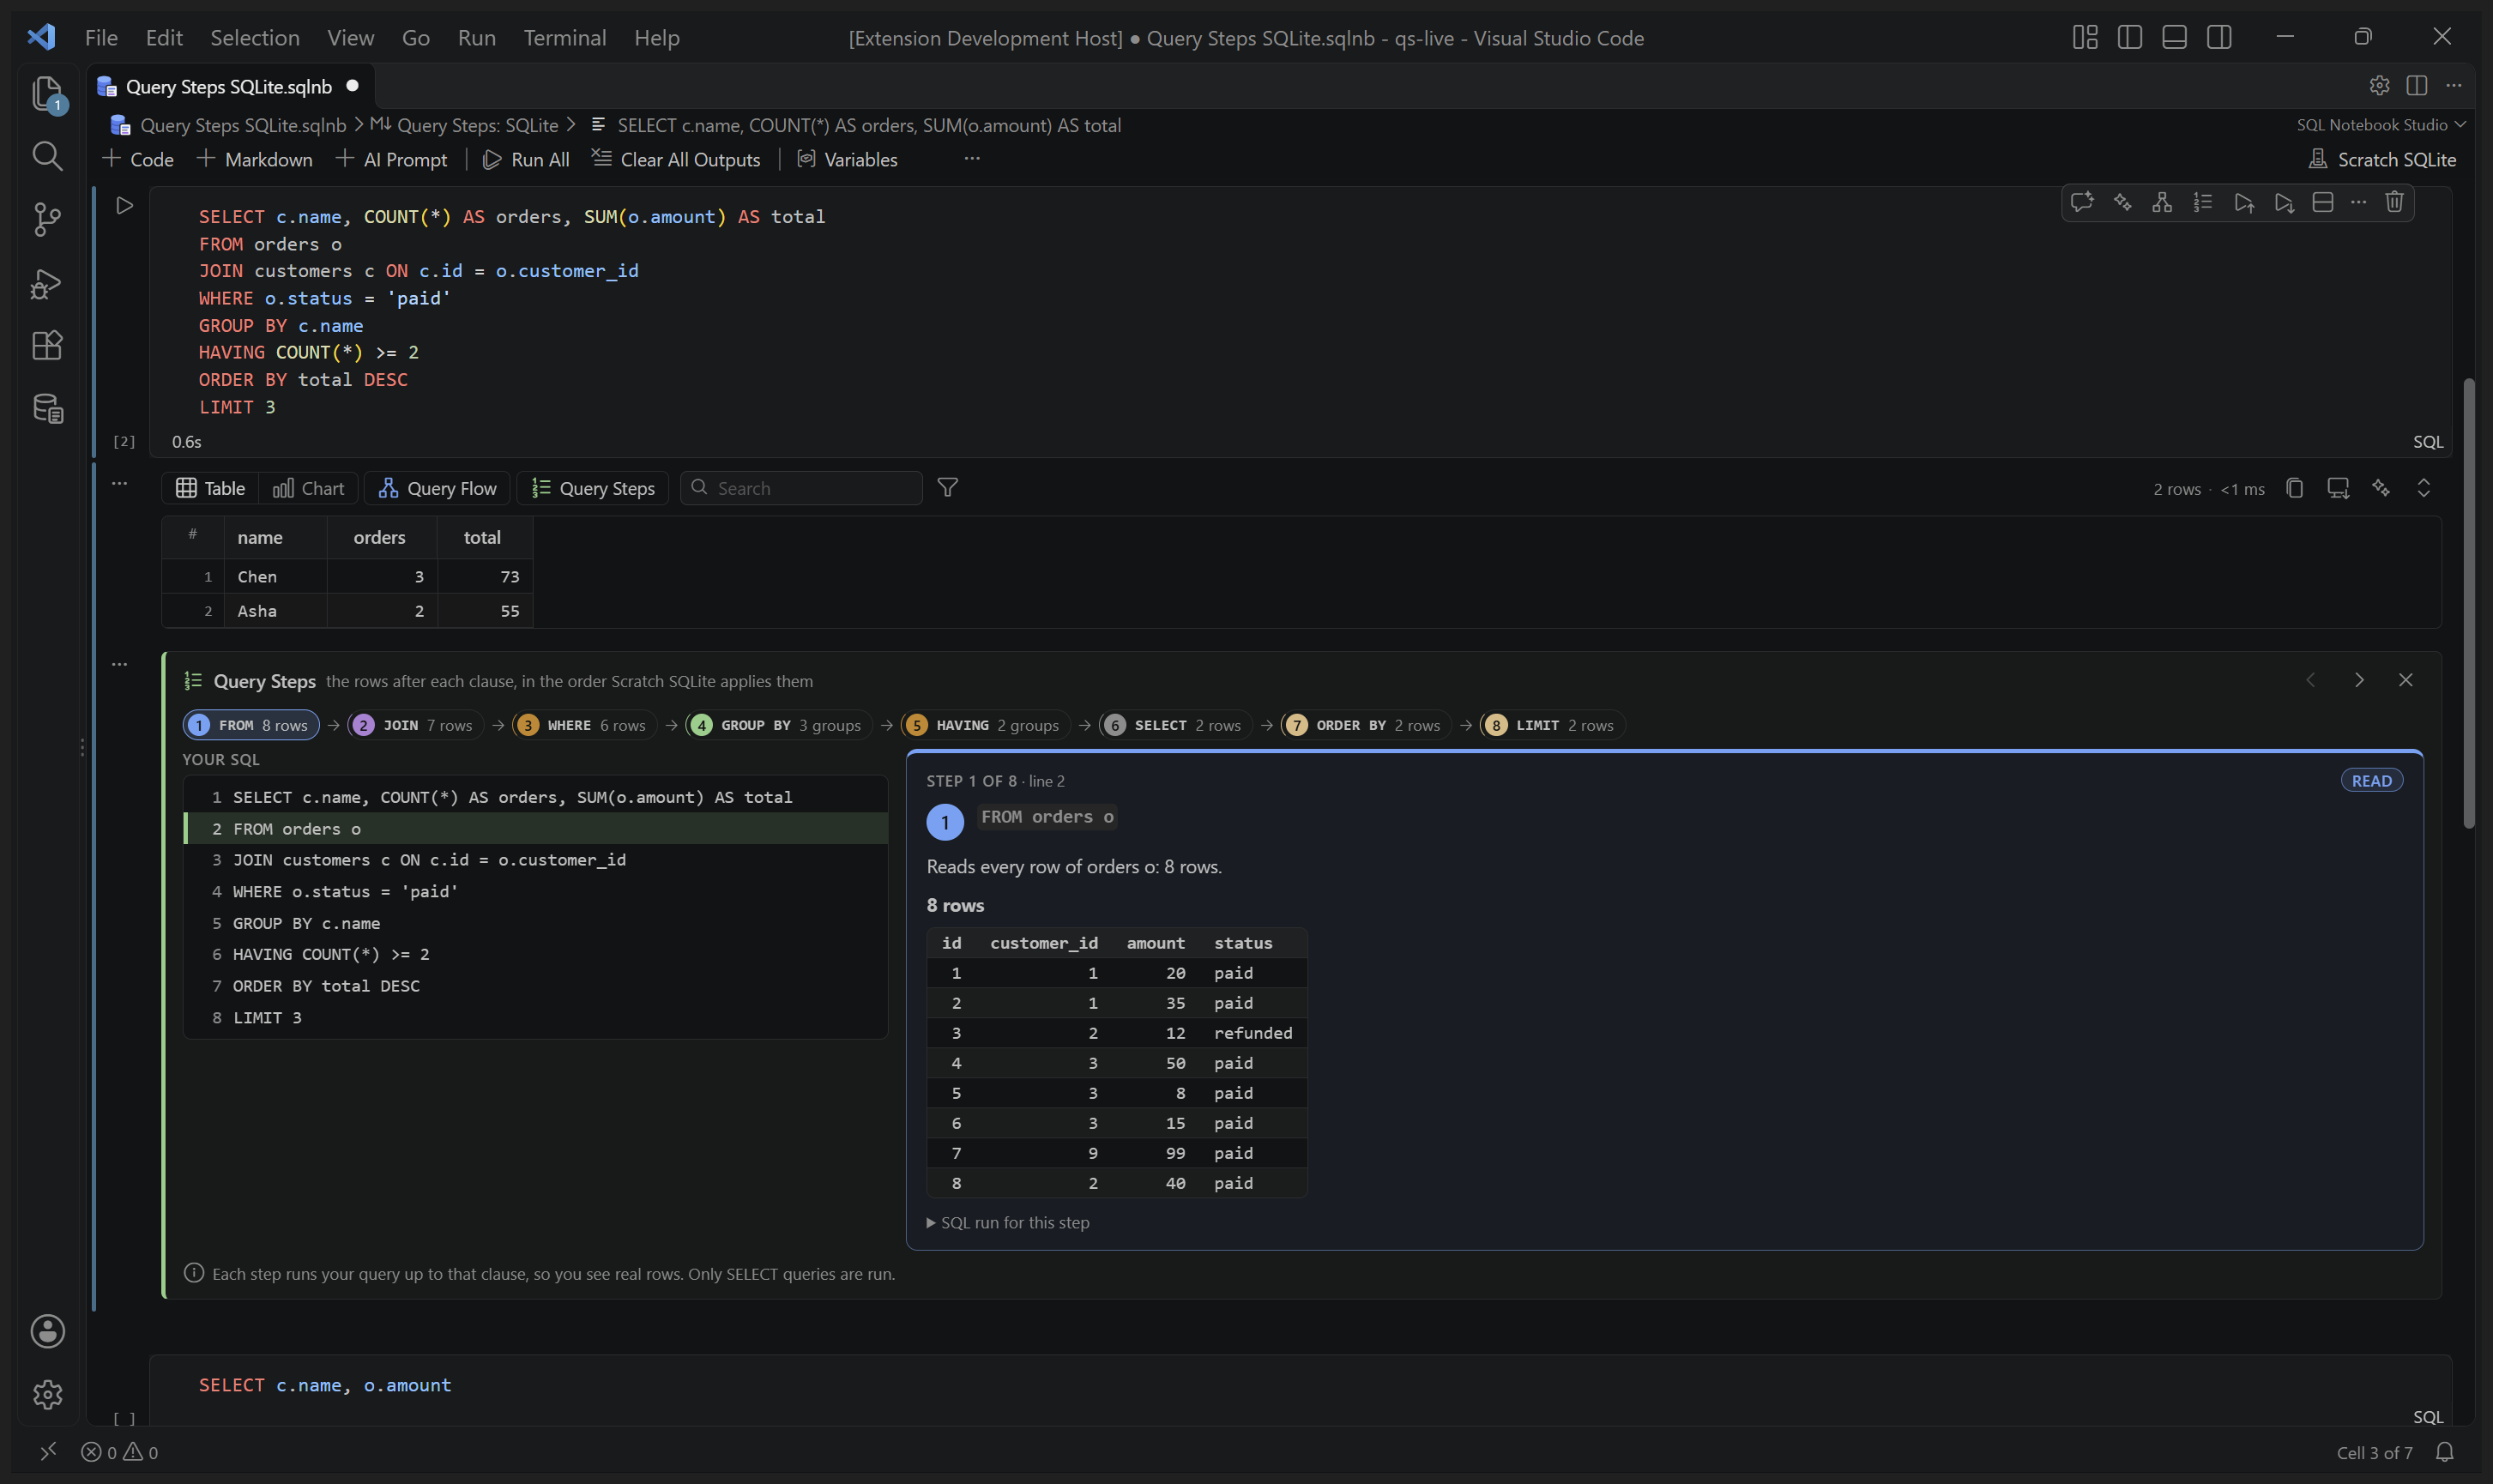 File Edit Selection View Go Run Terminal Help
[Extension Development Host] ● Query Steps SQLite.sqlnb - qs-live - Visual Studio Code
1
Query Steps SQLite.sqlnb ●
Query Steps SQLite.sqlnb > M↓ Query Steps: SQLite > SELECT c.name, COUNT(*) AS orders, SUM(o.amount) AS total
SQL Notebook Studio
+ Code + Markdown + AI Prompt | Run All Clear All Outputs | Variables ...
Scratch SQLite
SELECT c.name, COUNT(*) AS orders, SUM(o.amount) AS total
FROM orders o
JOIN customers c ON c.id = o.customer_id
WHERE o.status = 'paid'
GROUP BY c.name
HAVING COUNT(*) >= 2
ORDER BY total DESC
LIMIT 3
[2] 0.6s SQL
Table Chart Query Flow Query Steps Search
2 rows · <1 ms
# name orders total
1 Chen 3 73
2 Asha 2 55
Query Steps the rows after each clause, in the order Scratch SQLite applies them
1 FROM 8 rows → 2 JOIN 7 rows → 3 WHERE 6 rows → 4 GROUP BY 3 groups → 5 HAVING 2 groups → 6 SELECT 2 rows → 7 ORDER BY 2 rows → 8 LIMIT 2 rows
YOUR SQL
1 SELECT c.name, COUNT(*) AS orders, SUM(o.amount) AS total
2 FROM orders o
3 JOIN customers c ON c.id = o.customer_id
4 WHERE o.status = 'paid'
5 GROUP BY c.name
6 HAVING COUNT(*) >= 2
7 ORDER BY total DESC
8 LIMIT 3
STEP 1 OF 8 · line 2
READ
1 FROM orders o
Reads every row of orders o: 8 rows.
8 rows
id customer_id amount status
1 1 20 paid
2 1 35 paid
3 2 12 refunded
4 3 50 paid
5 3 8 paid
6 3 15 paid
7 9 99 paid
8 2 40 paid
▶ SQL run for this step
Each step runs your query up to that clause, so you see real rows. Only SELECT queries are run.
SELECT c.name, o.amount
[ ] SQL
0 0
Cell 3 of 7